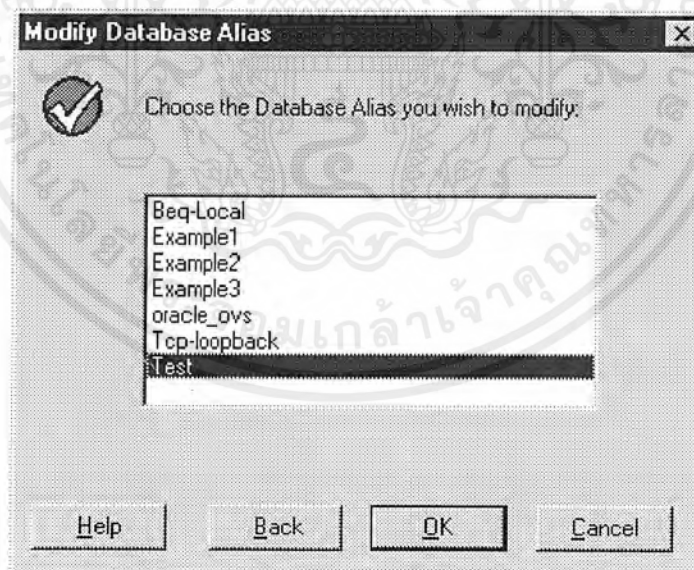 Modify Database Alias
Choose the Database Alias you wish to modify:
Beq-Local
Example1
Example2
Example3
oracle_ovs
Tcp-loopback
Test
Help
Back
OK
Cancel